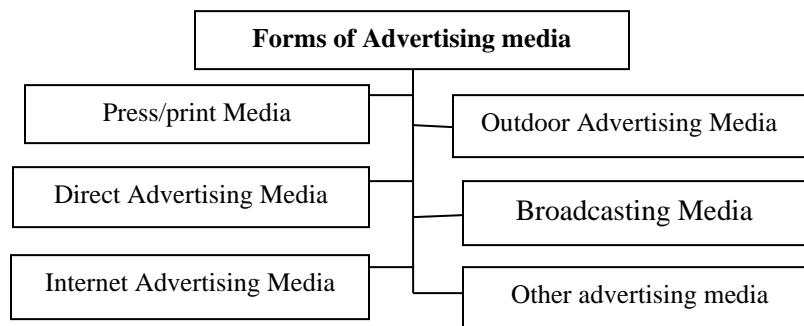 Forms of Advertising media
Press/print Media
Outdoor Advertising Media
Direct Advertising Media
Broadcasting Media
Internet Advertising Media
Other advertising media